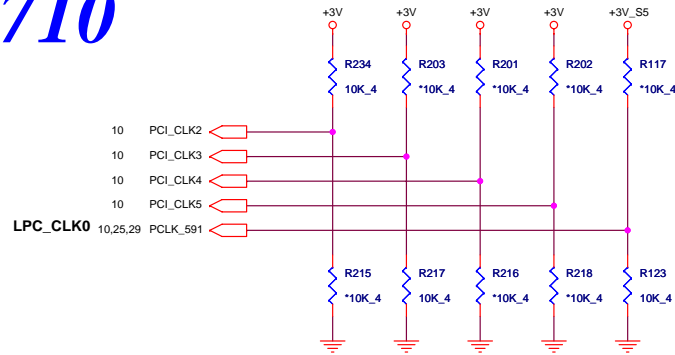 710
+3V +3V +3V +3V +3V_S5
R234 R203 R201 R202 R117
10K_4 *10K_4 *10K_4 *10K_4 *10K_4
10 PCI_CLK2
10 PCI_CLK3
10 PCI_CLK4
10 PCI_CLK5
LPC_CLK0 10,25,29 PCLK_591
R215 R217 R216 R218 R123
*10K_4 10K_4 *10K_4 *10K_4 10K_4